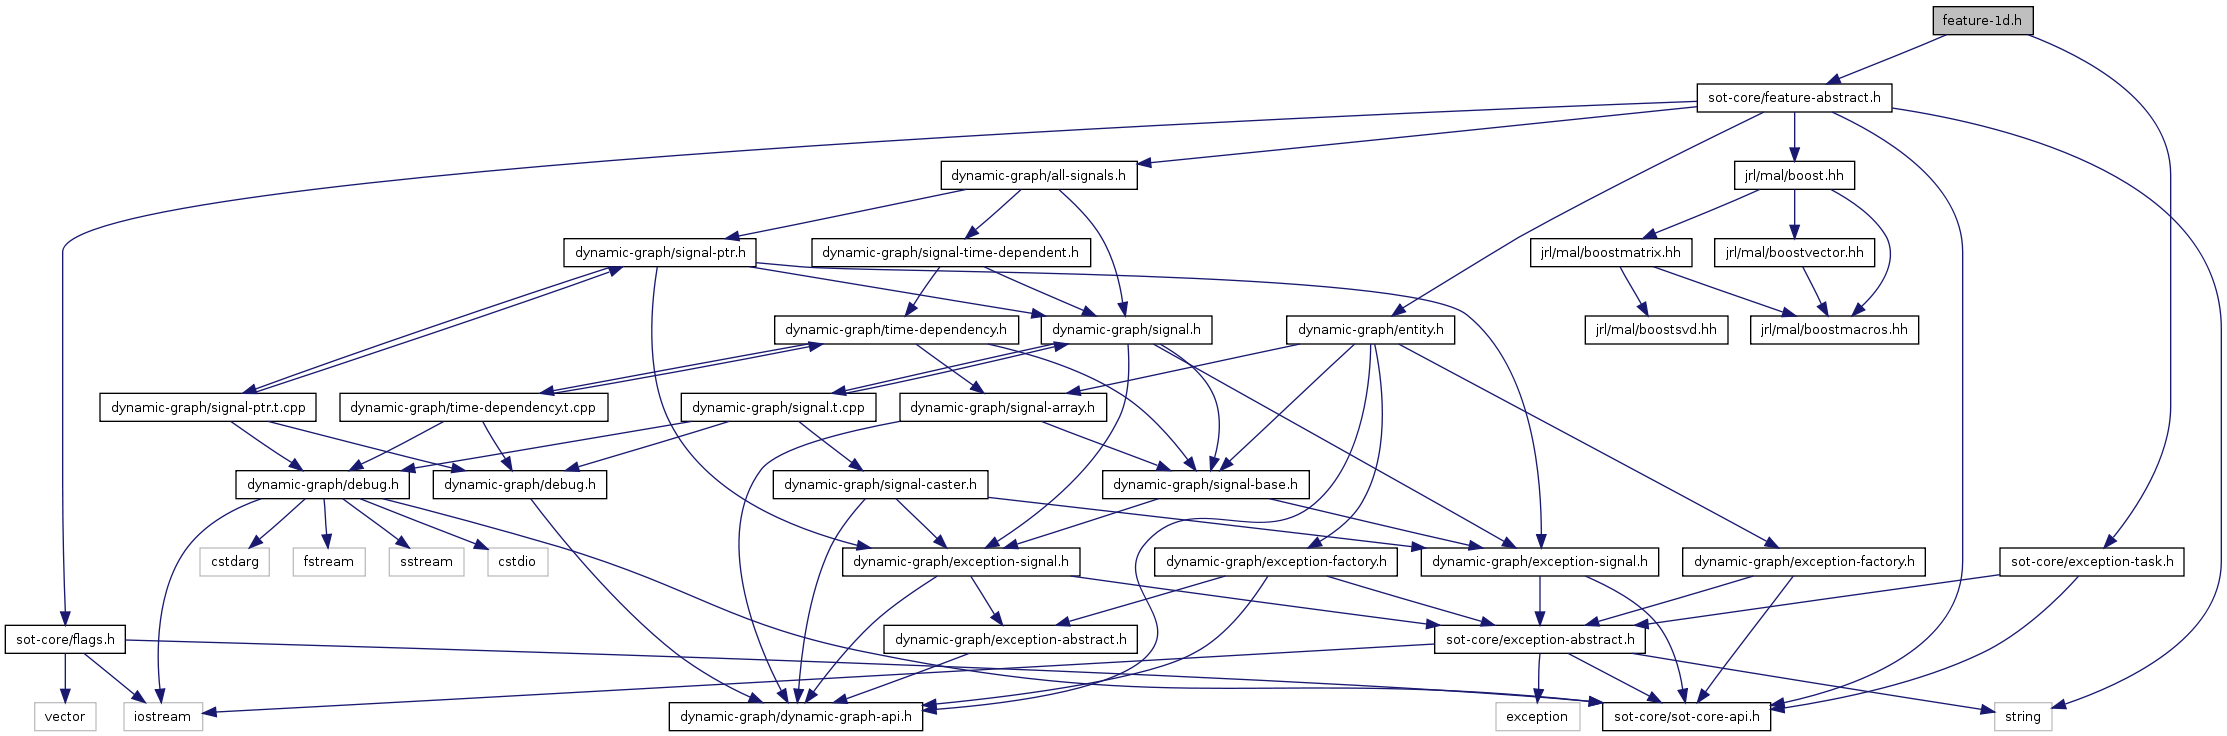 feature-1d.h
sot-core/feature-abstract.h
dynamic-graph/all-signals.h
jrl/mal/boost.hh
dynamic-graph/signal-ptr.h
dynamic-graph/signal-time-dependent.h
jrl/mal/boostmatrix.hh
jrl/mal/boostvector.hh
dynamic-graph/time-dependency.h
dynamic-graph/signal.h
dynamic-graph/entity.h
jrl/mal/boostsvd.hh
jrl/mal/boostmacros.hh
dynamic-graph/signal-ptr.t.cpp
dynamic-graph/time-dependency.t.cpp
dynamic-graph/signal.t.cpp
dynamic-graph/signal-array.h
dynamic-graph/debug.h
dynamic-graph/debug.h
dynamic-graph/signal-caster.h
dynamic-graph/signal-base.h
cstdarg
fstream
sstream
cstdio
dynamic-graph/exception-signal.h
dynamic-graph/exception-factory.h
dynamic-graph/exception-signal.h
dynamic-graph/exception-factory.h
sot-core/exception-task.h
sot-core/flags.h
dynamic-graph/exception-abstract.h
sot-core/exception-abstract.h
vector
iostream
dynamic-graph/dynamic-graph-api.h
exception
sot-core/sot-core-api.h
string